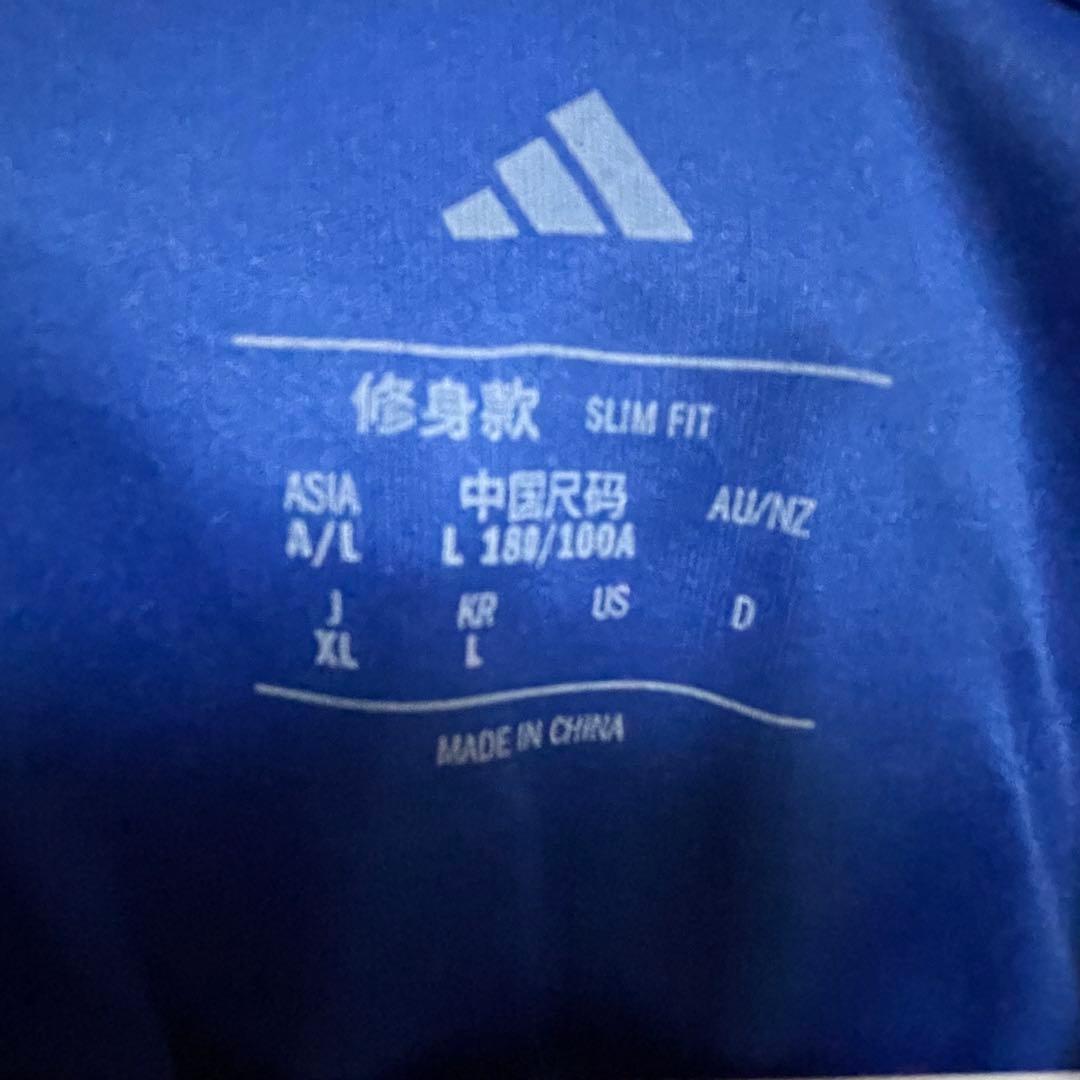 修身款 SLIM FIT
ASIA 中国尺码 AU/NZ
A/L L 180/100A
J KR US D
XL L
MADE IN CHINA